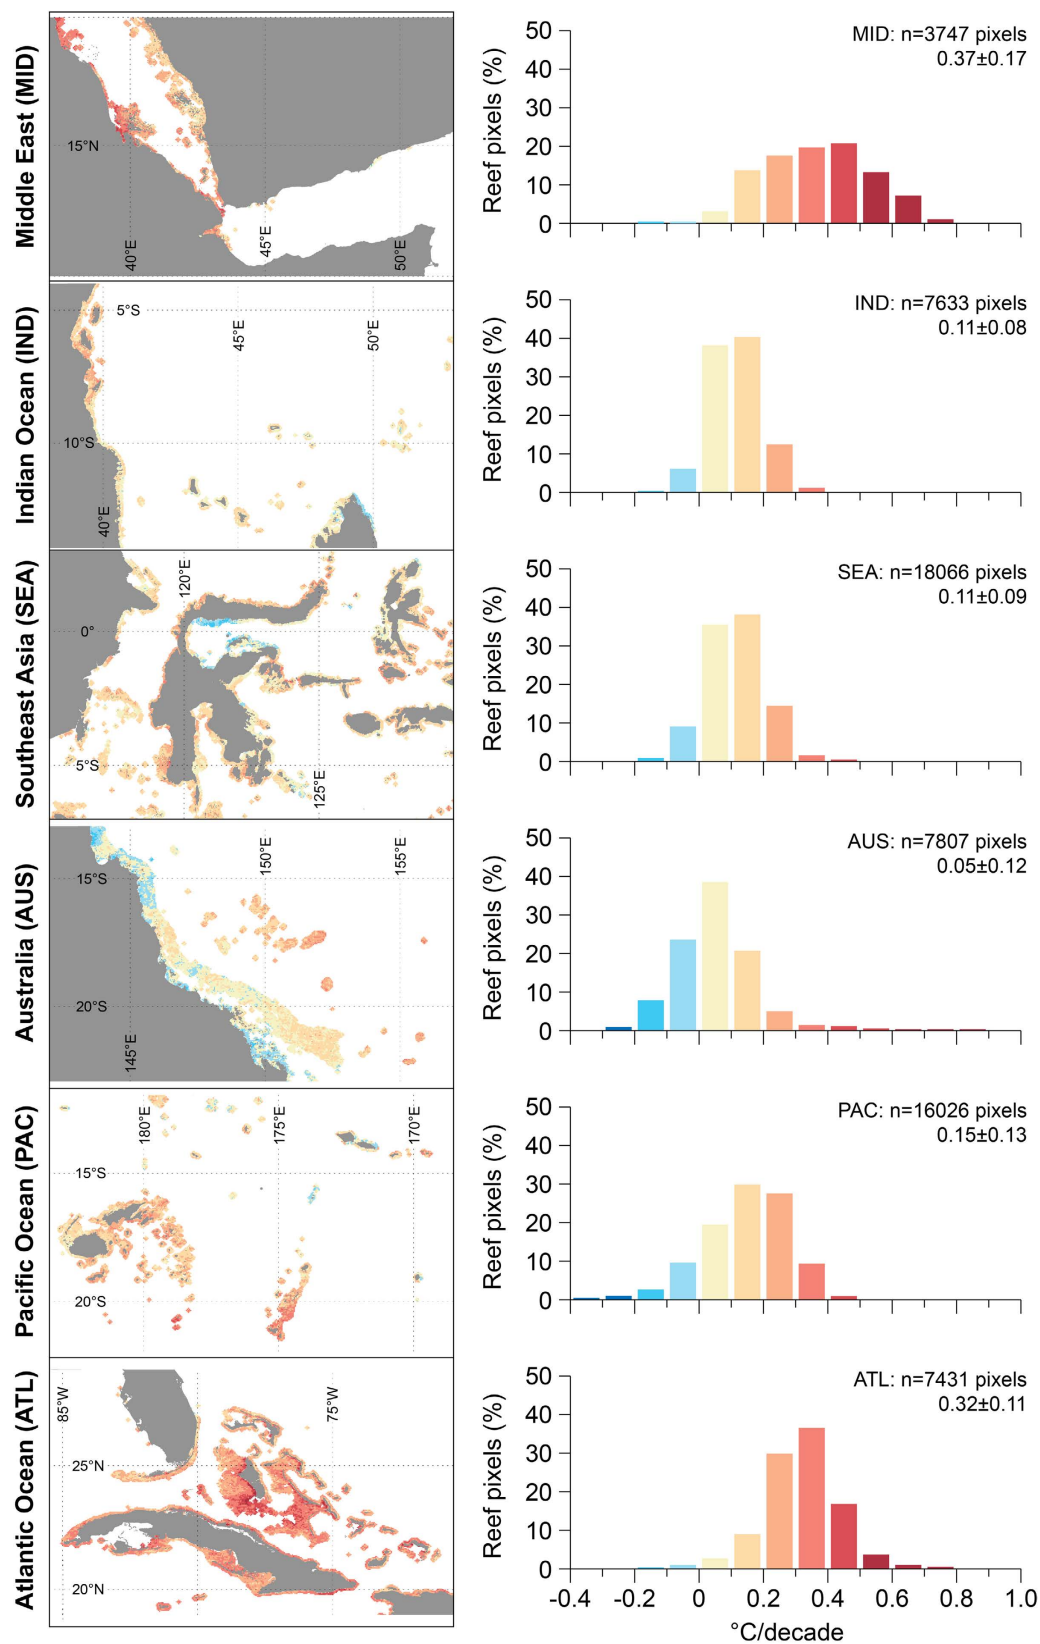 Middle East (MID)
15°N
40°E
45°E
50°E
Reef pixels (%)
50
40
30
20
10
0
MID: n=3747 pixels
0.37±0.17
Indian Ocean (IND)
5°S
10°S
40°E
45°E
50°E
Reef pixels (%)
50
40
30
20
10
0
IND: n=7633 pixels
0.11±0.08
Southeast Asia (SEA)
0°
5°S
120°E
125°E
Reef pixels (%)
50
40
30
20
10
0
SEA: n=18066 pixels
0.11±0.09
Australia (AUS)
15°S
20°S
145°E
150°E
155°E
Reef pixels (%)
50
40
30
20
10
0
AUS: n=7807 pixels
0.05±0.12
Pacific Ocean (PAC)
15°S
20°S
180°E
175°E
170°E
Reef pixels (%)
50
40
30
20
10
0
PAC: n=16026 pixels
0.15±0.13
Atlantic Ocean (ATL)
85°W
75°W
25°N
20°N
Reef pixels (%)
50
40
30
20
10
0
ATL: n=7431 pixels
0.32±0.11
-0.4 -0.2 0 0.2 0.4 0.6 0.8 1.0
°C/decade